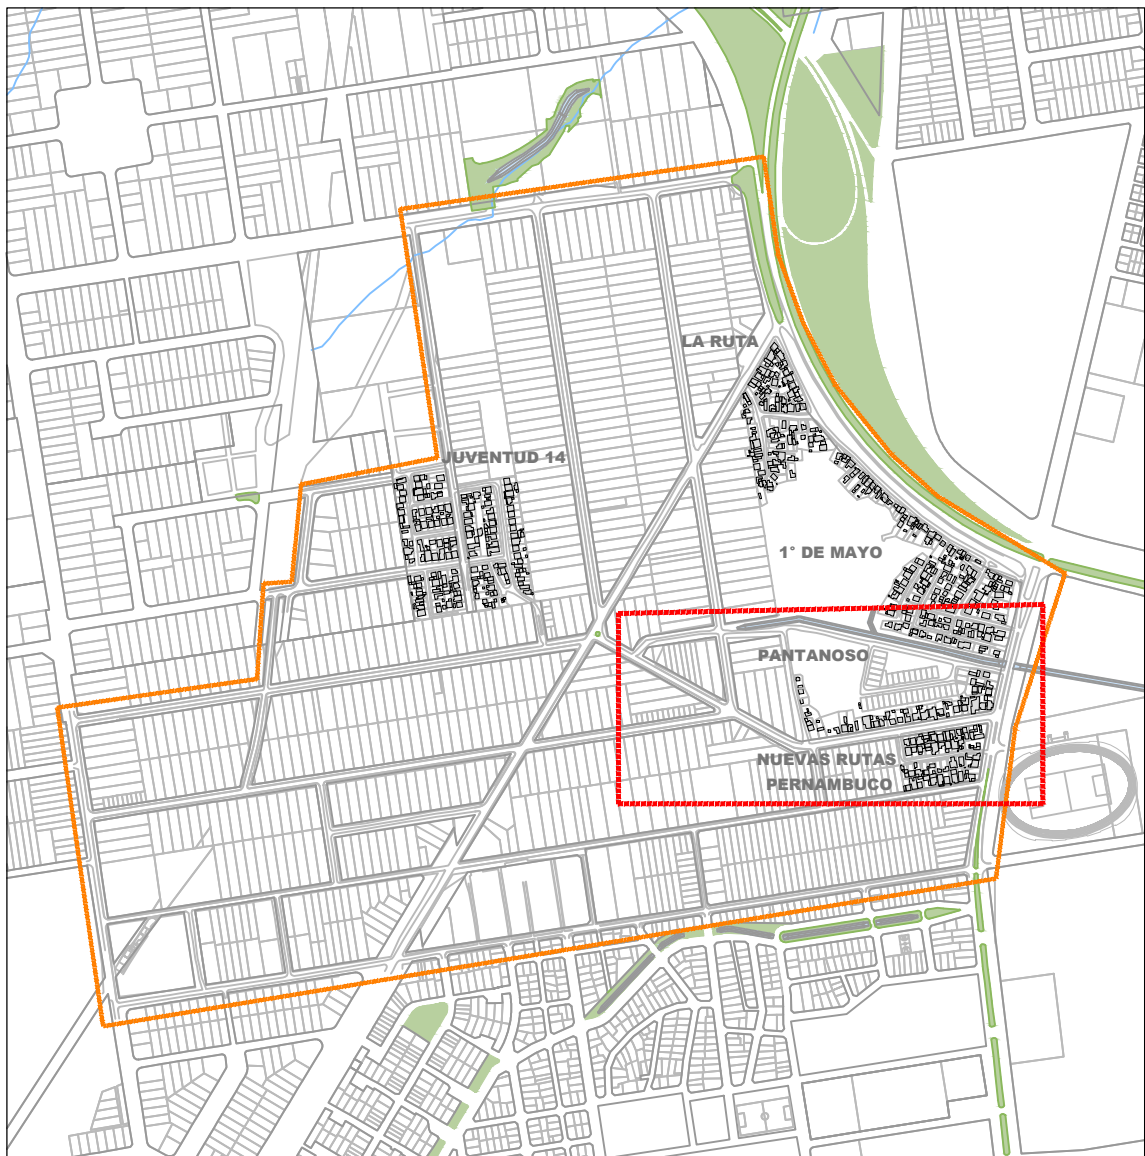 LA RUTA
JUVENTUD 14
1° DE MAYO
PANTANOSO
NUEVAS RUTAS
PERNAMBUCO